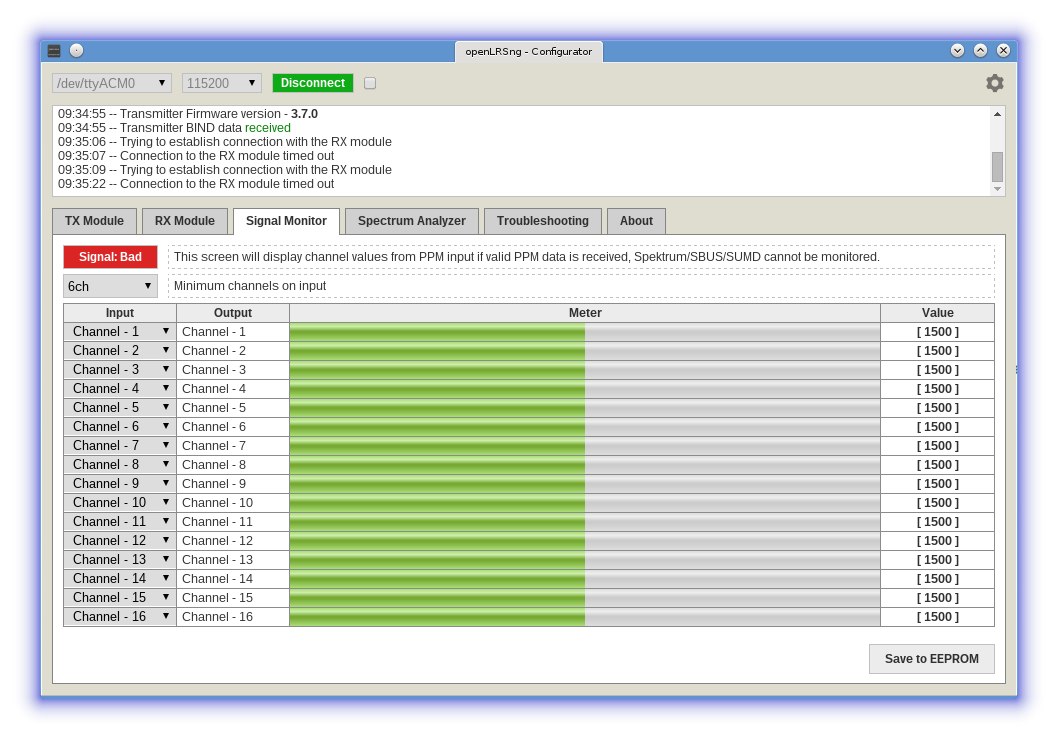 openLRSng - Configurator
/dev/ttyACM0 115200 Disconnect
09:34:55 -- Transmitter Firmware version - 3.7.0
09:34:55 -- Transmitter BIND data received
09:35:06 -- Trying to establish connection with the RX module
09:35:07 -- Connection to the RX module timed out
09:35:09 -- Trying to establish connection with the RX module
09:35:22 -- Connection to the RX module timed out
TX Module RX Module Signal Monitor Spectrum Analyzer Troubleshooting About
Signal: Bad This screen will display channel values from PPM input if valid PPM data is received, Spektrum/SBUS/SUMD cannot be monitored.
6ch Minimum channels on input
Input Output Meter Value
Channel - 1 Channel - 1 [ 1500 ]
Channel - 2 Channel - 2 [ 1500 ]
Channel - 3 Channel - 3 [ 1500 ]
Channel - 4 Channel - 4 [ 1500 ]
Channel - 5 Channel - 5 [ 1500 ]
Channel - 6 Channel - 6 [ 1500 ]
Channel - 7 Channel - 7 [ 1500 ]
Channel - 8 Channel - 8 [ 1500 ]
Channel - 9 Channel - 9 [ 1500 ]
Channel - 10 Channel - 10 [ 1500 ]
Channel - 11 Channel - 11 [ 1500 ]
Channel - 12 Channel - 12 [ 1500 ]
Channel - 13 Channel - 13 [ 1500 ]
Channel - 14 Channel - 14 [ 1500 ]
Channel - 15 Channel - 15 [ 1500 ]
Channel - 16 Channel - 16 [ 1500 ]
Save to EEPROM